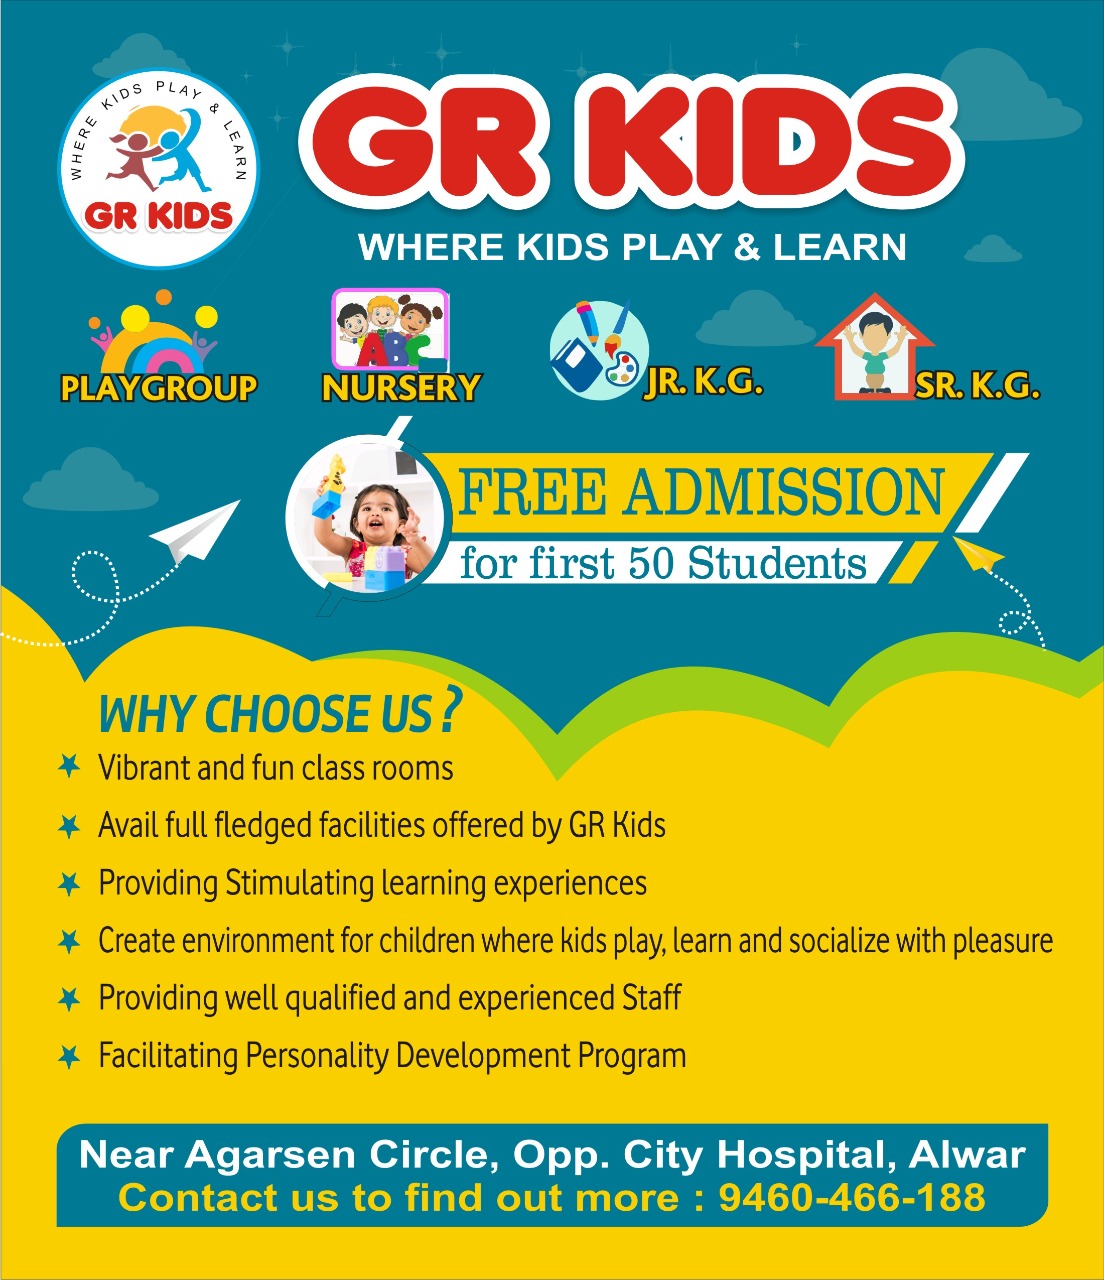 WHERE KIDS PLAY & LEARN
GR KIDS
GR KIDS
WHERE KIDS PLAY & LEARN
PLAYGROUP
ABC
NURSERY
JR. K.G.
SR. K.G.
FREE ADMISSION
for first 50 Students
WHY CHOOSE US?
Vibrant and fun class rooms
Avail full fledged facilities offered by GR Kids
Providing Stimulating learning experiences
Create environment for children where kids play, learn and socialize with pleasure
Providing well qualified and experienced Staff
Facilitating Personality Development Program
Near Agarsen Circle, Opp. City Hospital, Alwar
Contact us to find out more : 9460-466-188